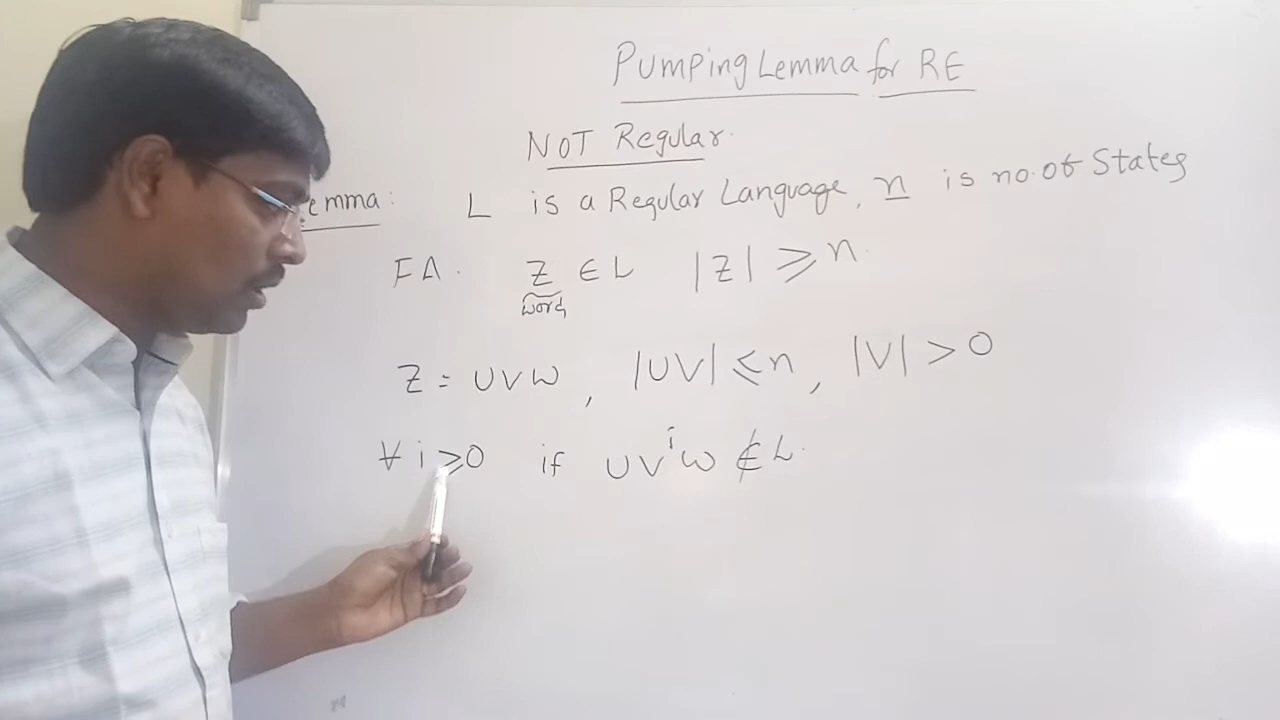 Pumping Lemma for RE
NOT Regular.
emma: L is a Regular Language, n is no. of States
FA. Z ∈ L |Z| ⩾ n.
word
Z = UVW, |UV| ⩽ n, |V| > 0
∀ i ⩾ 0 if UVⁱW ∉ L.